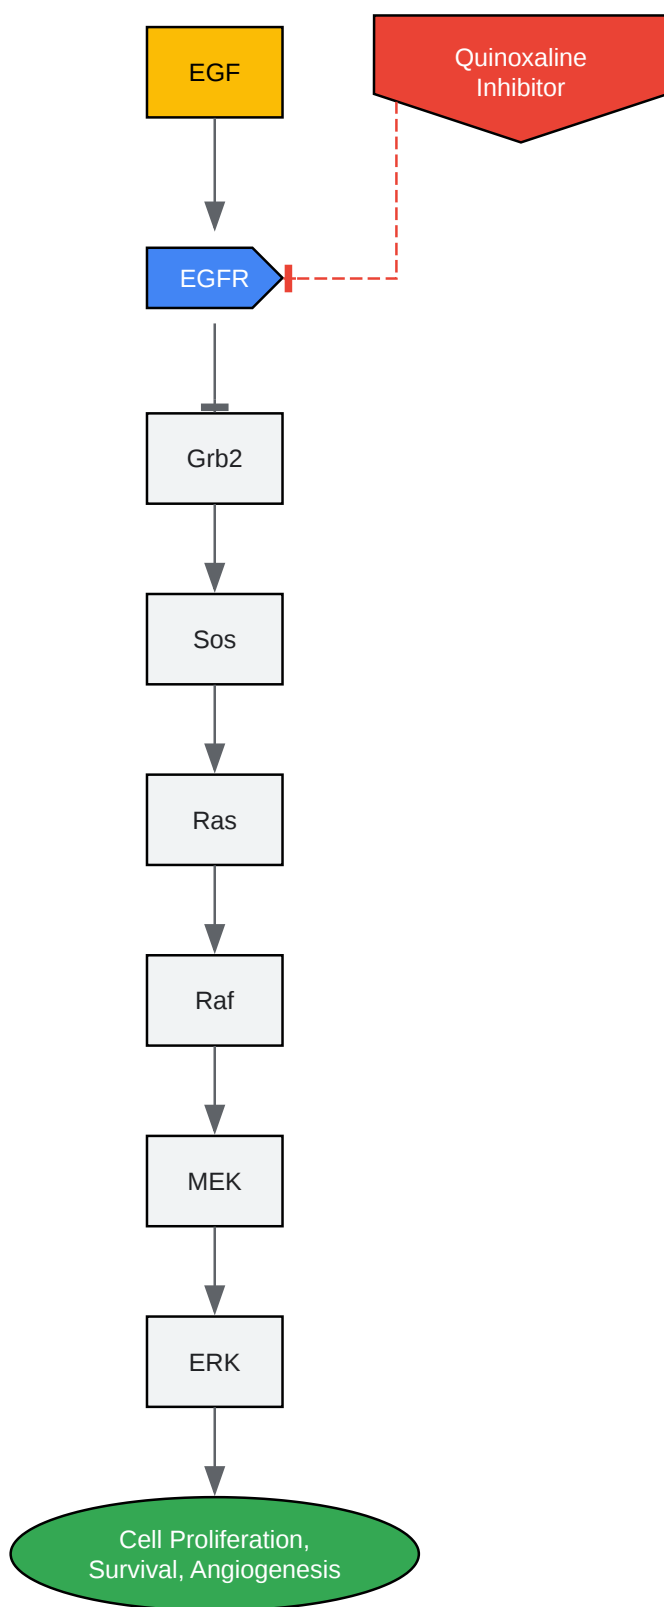 EGF
Quinoxaline
Inhibitor
EGFR
Grb2
Sos
Ras
Raf
MEK
ERK
Cell Proliferation,
Survival, Angiogenesis